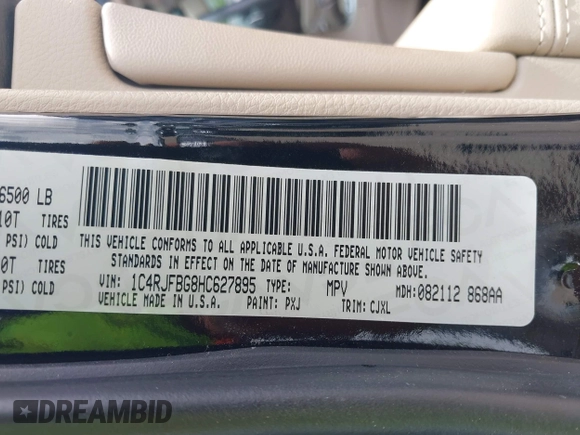 6500 LB
10T TIRES
PSI) COLD
0T TIRES
PSI) COLD
THIS VEHICLE CONFORMS TO ALL APPLICABLE U.S.A. FEDERAL MOTOR VEHICLE SAFETY
STANDARDS IN EFFECT ON THE DATE OF MANUFACTURE SHOWN ABOVE.
VIN: 1C4RJFBG8HC627895 TYPE: MPV MDH: 082112 868AA
VEHICLE MADE IN U.S.A. PAINT: PXJ TRIM: CJXL
DREAMBID